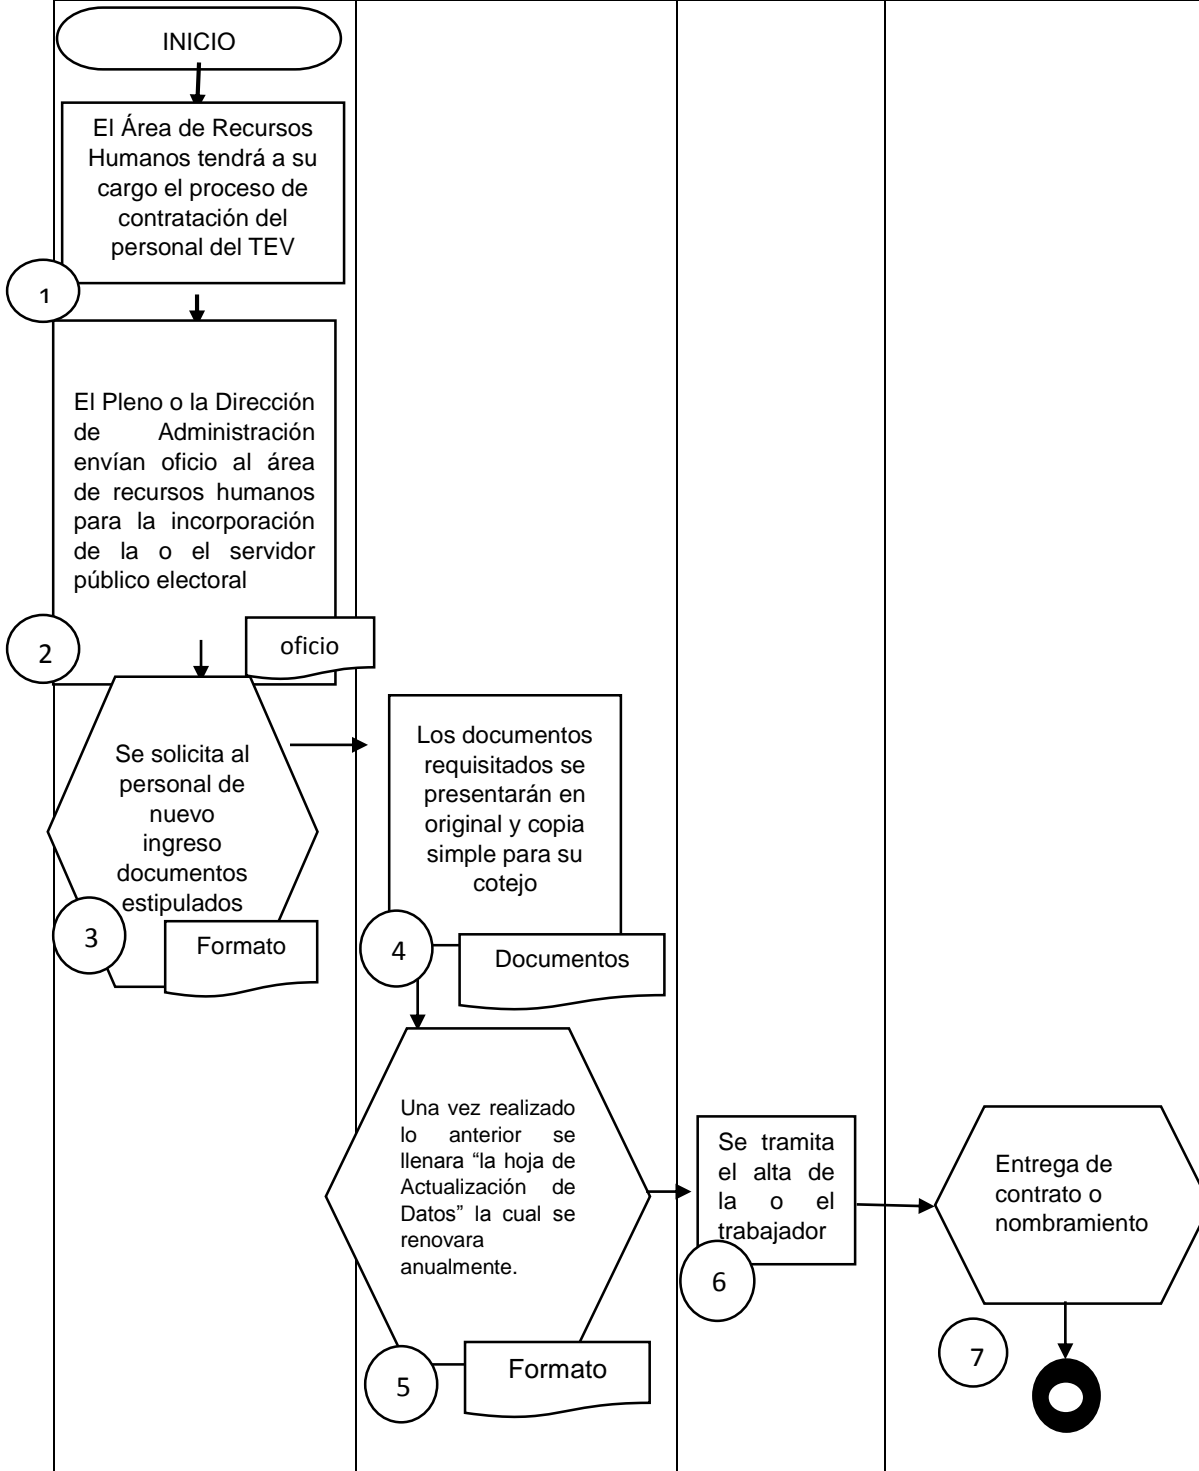 INICIO
El Área de Recursos
Humanos tendrá a su
cargo el proceso de
contratación del
personal del TEV
1
El Pleno o la Dirección
de Administración
envían oficio al área
de recursos humanos
para la incorporación
de la o el servidor
público electoral
2
oficio
Se solicita al
personal de
nuevo
ingreso
documentos
estipulados
3
Formato
Los documentos
requisitados se
presentarán en
original y copia
simple para su
cotejo
4
Documentos
Una vez realizado
lo anterior se
llenara “la hoja de
Actualización de
Datos” la cual se
renovara
anualmente.
5
Formato
Se tramita
el alta de
la o el
trabajador
6
Entrega de
contrato o
nombramiento
7